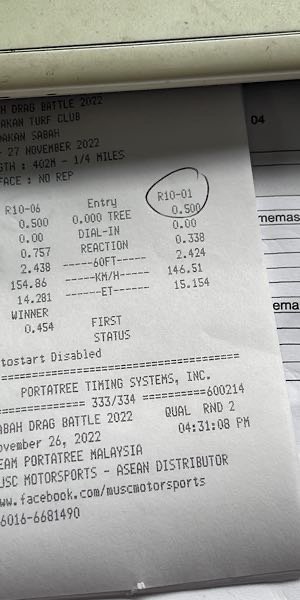 H DRAG BATTLE 2022
AKAN TURF CLUB
DAKAN SABAH
- 27 NOVEMBER 2022
GTH : 402M - 1/4 MILES
FACE : NO REP
R10-06 Entry R10-01
0.500 0.000 TREE 0.500
0.00 DIAL-IN 0.00
0.757 REACTION 0.338
2.438 ------60FT----- 2.424
154.86 -----KM/H----- 146.51
14.281 ------ET------ 15.154
WINNER
0.454 FIRST
STATUS
tostart Disabled
PORTATREE TIMING SYSTEMS, INC.
============= 333/334 ==========600214
ABAH DRAG BATTLE 2022 QUAL RND 2
ovember 26, 2022 04:31:08 PM
EAM PORTATREE MALAYSIA
USC MOTORSPORTS - ASEAN DISTRIBUTOR
ww.facebook.com/muscmotorsports
6016-6681490
04
memas
ema